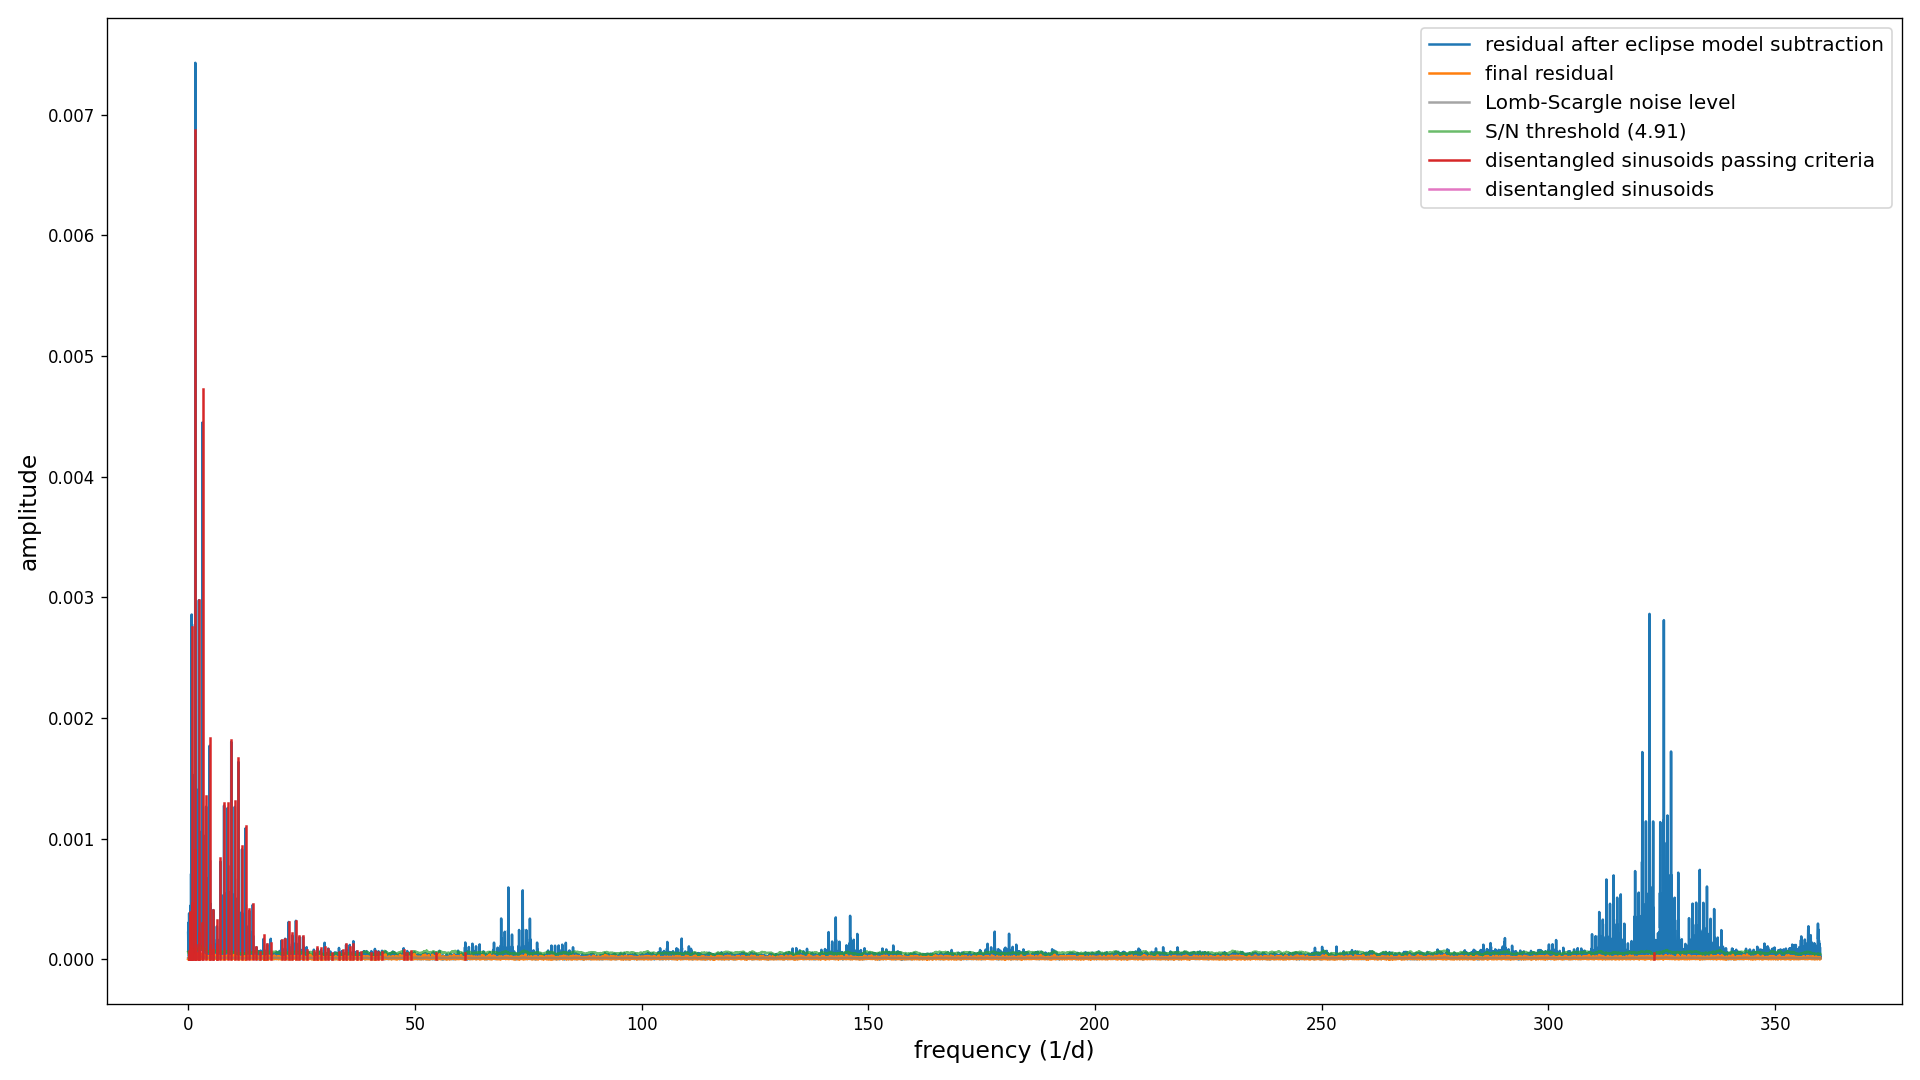 residual after eclipse model subtraction
final residual
Lomb-Scargle noise level
S/N threshold (4.91)
disentangled sinusoids passing criteria
disentangled sinusoids
0.007
0.006
0.005
0.004
0.003
0.002
0.001
0.000
amplitude
0 50 100 150 200 250 300 350
frequency (1/d)